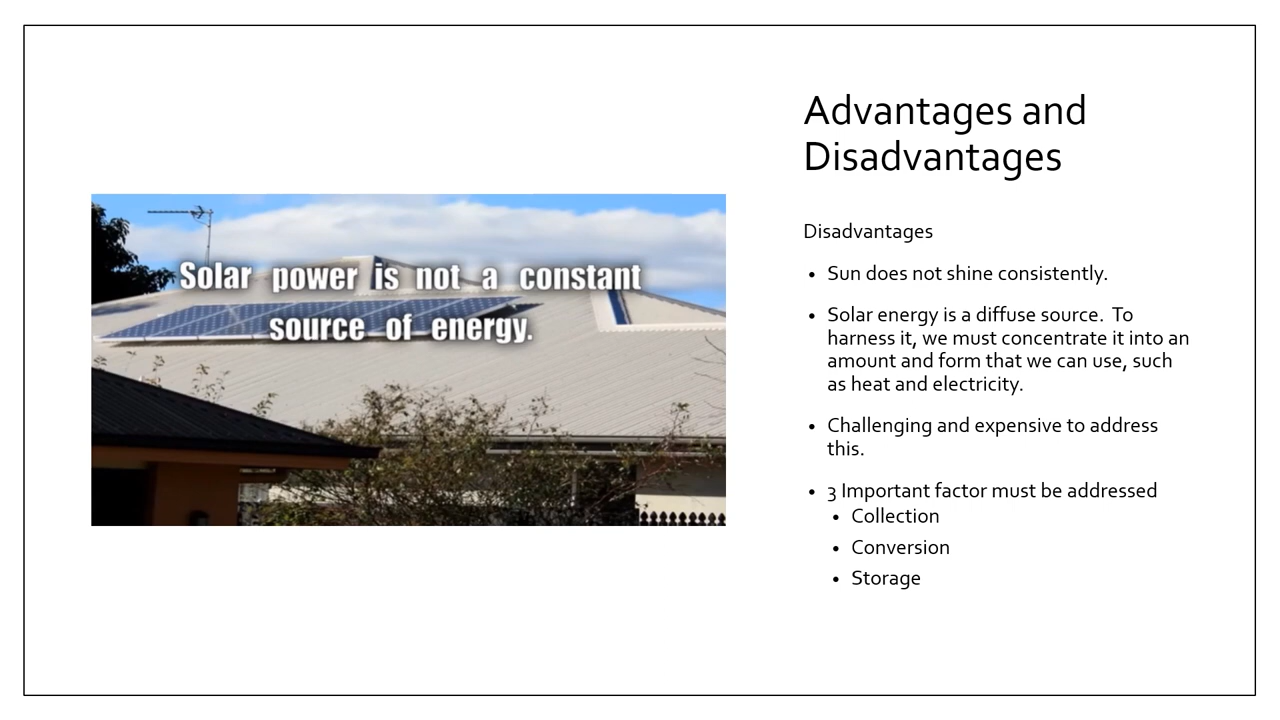 Advantages and
Disadvantages
Solar power is not a constant
source of energy.
Disadvantages
• Sun does not shine consistently.
• Solar energy is a diffuse source.  To
harness it, we must concentrate it into an
amount and form that we can use, such
as heat and electricity.
• Challenging and expensive to address
this.
• 3 Important factor must be addressed
• Collection
• Conversion
• Storage